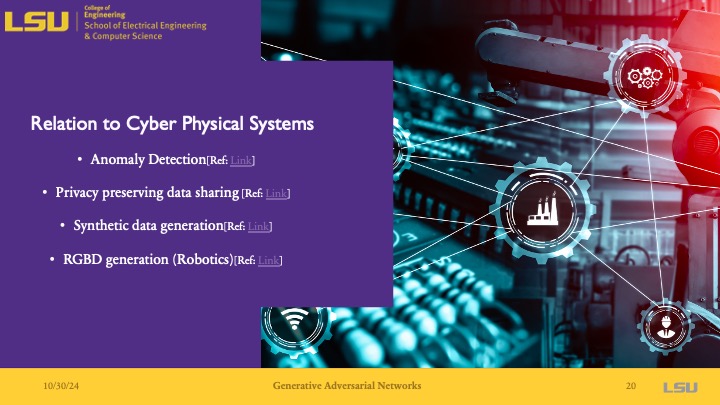 LSU
College of
Engineering
School of Electrical Engineering
& Computer Science
Relation to Cyber Physical Systems
• Anomaly Detection[Ref: Link]
• Privacy preserving data sharing [Ref: Link]
• Synthetic data generation[Ref: Link]
• RGBD generation (Robotics)[Ref: Link]
10/30/24
Generative Adversarial Networks
20
LSU